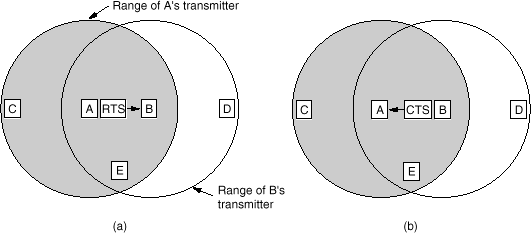 Range of A's transmitter
C
A
RTS
B
D
E
Range of B's
transmitter
(a)
C
A
CTS
B
D
E
(b)